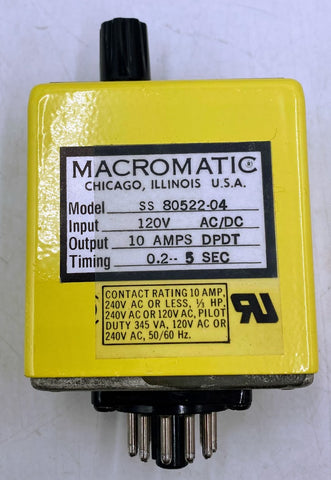 MACROMATIC
CHICAGO, ILLINOIS U.S.A.
Model SS 80522-04
Input 120V AC/DC
Output 10 AMPS DPDT
Timing 0.2-- 5 SEC
CONTACT RATING 10 AMP,
240V AC OR LESS, ⅓ HP,
240V AC OR 120V AC, PILOT
DUTY 345 VA, 120V AC OR
240V AC, 50/60 Hz.